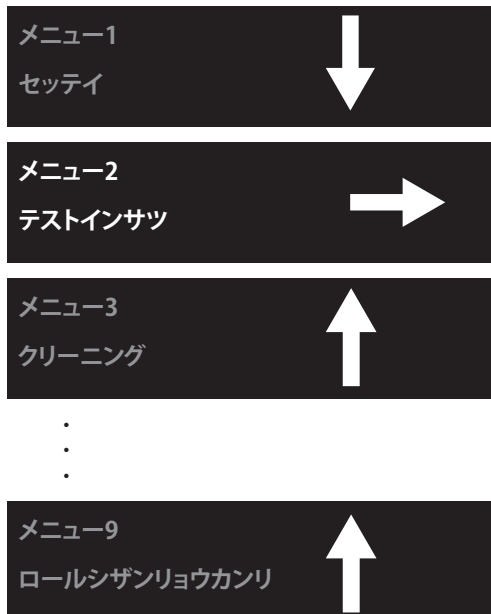 メニュー1
セッテイ
メニュー2
テストインサツ
メニュー3
クリーニング
・
・
・
メニュー9
ロールシザンリョウカンリ